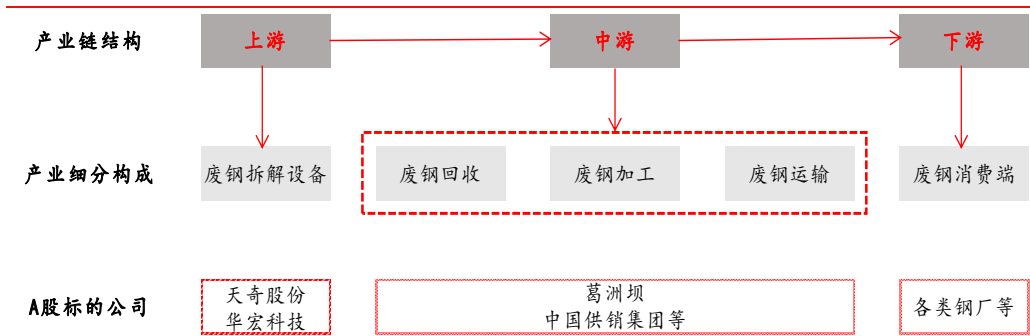 产业链结构 上游 中游 下游
产业细分构成 废钢拆解设备 废钢回收 废钢加工 废钢运输 废钢消费端
A股标的公司
天奇股份
华宏科技
葛洲坝
中国供销集团等
各类钢厂等